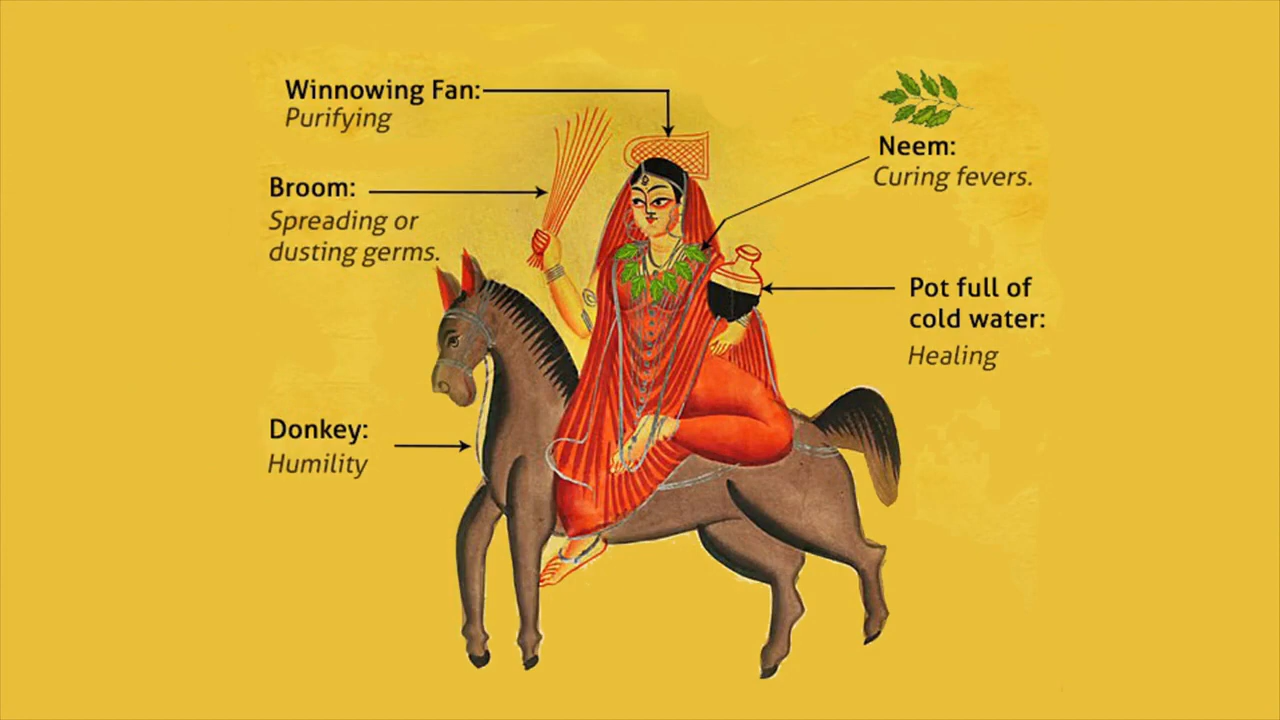 Winnowing Fan:
Purifying
Broom:
Spreading or
dusting germs.
Donkey:
Humility
Neem:
Curing fevers.
Pot full of
cold water:
Healing